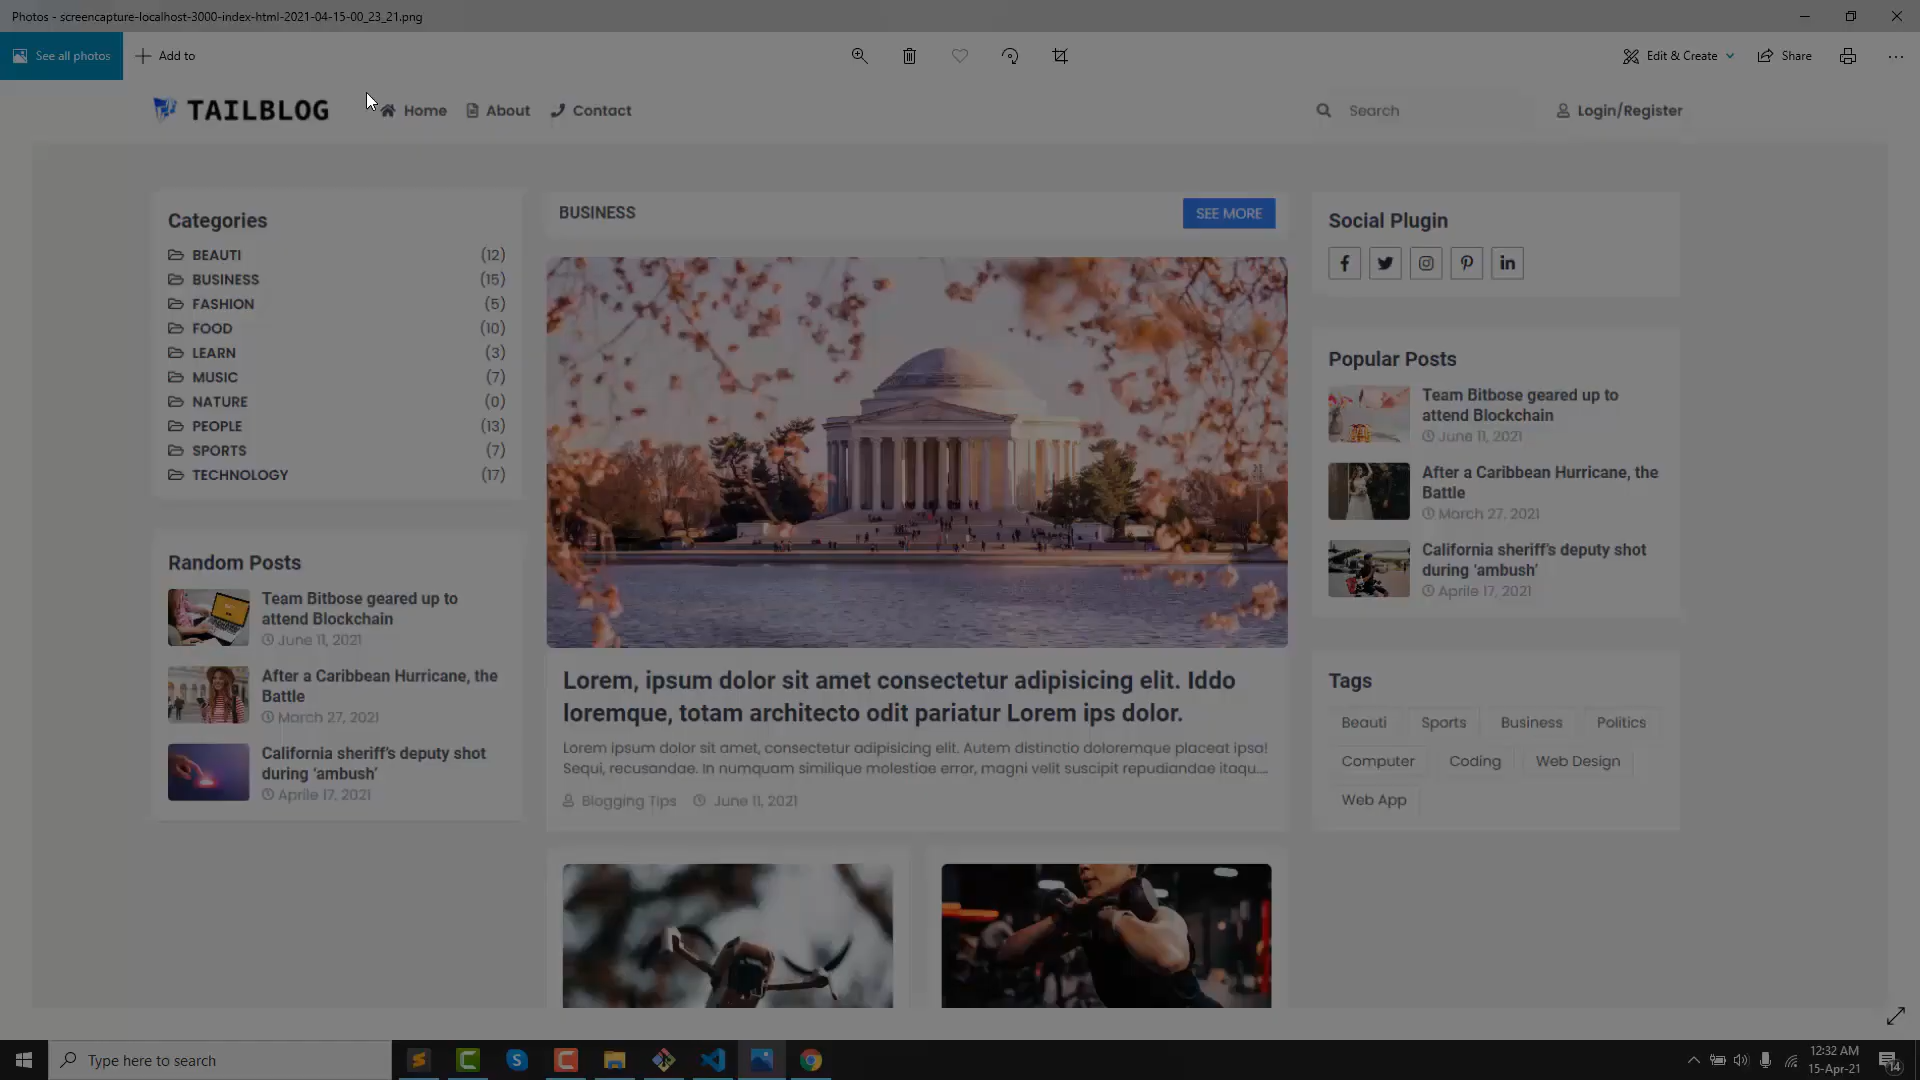 Photos - screencapture-localhost-3000-index-html-2021-04-15-00_23_21.png
See all photos
Add to
Edit & Create
Share
TAILBLOG
Home
About
Contact
Search
Login/Register
Categories
BEAUTI (12)
BUSINESS (15)
FASHION (5)
FOOD (10)
LEARN (3)
MUSIC (7)
NATURE (0)
PEOPLE (13)
SPORTS (7)
TECHNOLOGY (17)
Random Posts
Team Bitbose geared up to
attend Blockchain
June 11, 2021
After a Caribbean Hurricane, the
Battle
March 27, 2021
California sheriff's deputy shot
during 'ambush'
Aprile 17, 2021
BUSINESS
SEE MORE
Lorem, ipsum dolor sit amet consectetur adipisicing elit. Iddo
loremque, totam architecto odit pariatur Lorem ips dolor.
Lorem ipsum dolor sit amet, consectetur adipisicing elit. Autem distinctio doloremque placeat ipsa!
Sequi, recusandae. In numquam similique molestiae error, magni velit suscipit repudiandae itaqu...
Blogging Tips
June 11, 2021
Social Plugin
Popular Posts
Team Bitbose geared up to
attend Blockchain
June 11, 2021
After a Caribbean Hurricane, the
Battle
March 27, 2021
California sheriff's deputy shot
during 'ambush'
Aprile 17, 2021
Tags
Beauti
Sports
Business
Politics
Computer
Coding
Web Design
Web App
Type here to search
12:32 AM
15-Apr-21
14